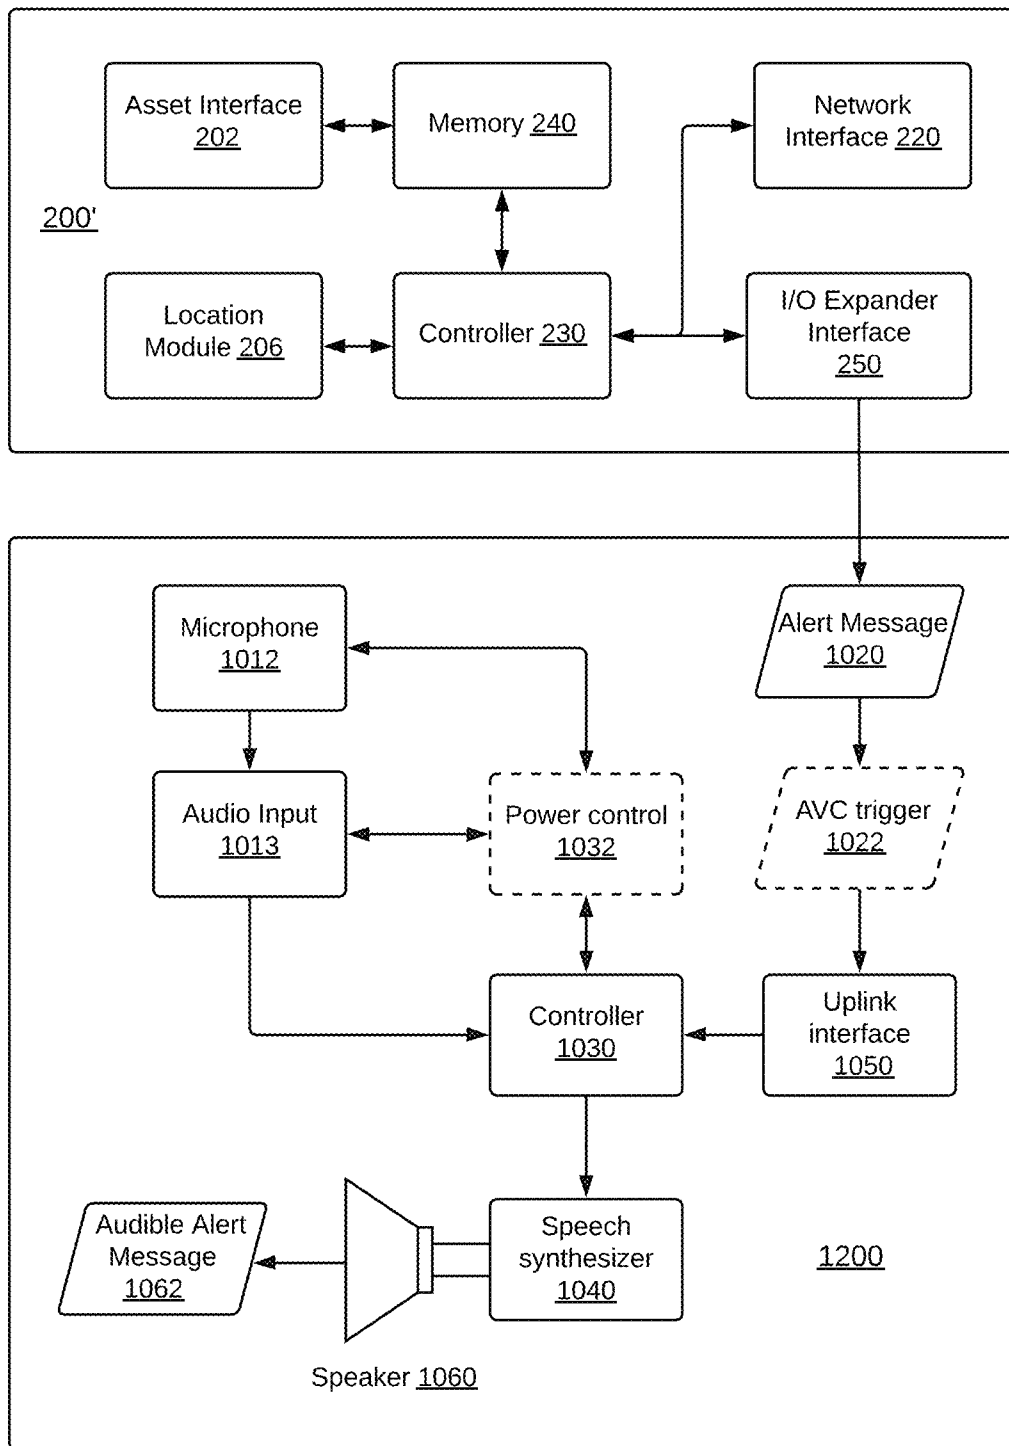 Asset Interface
202
Memory 240
Network
Interface 220
200'
Location
Module 206
Controller 230
I/O Expander
Interface
250
Microphone
1012
Alert Message
1020
Audio Input
1013
Power control
1032
AVC trigger
1022
Controller
1030
Uplink
interface
1050
Audible Alert
Message
1062
Speech
synthesizer
1040
1200
Speaker 1060